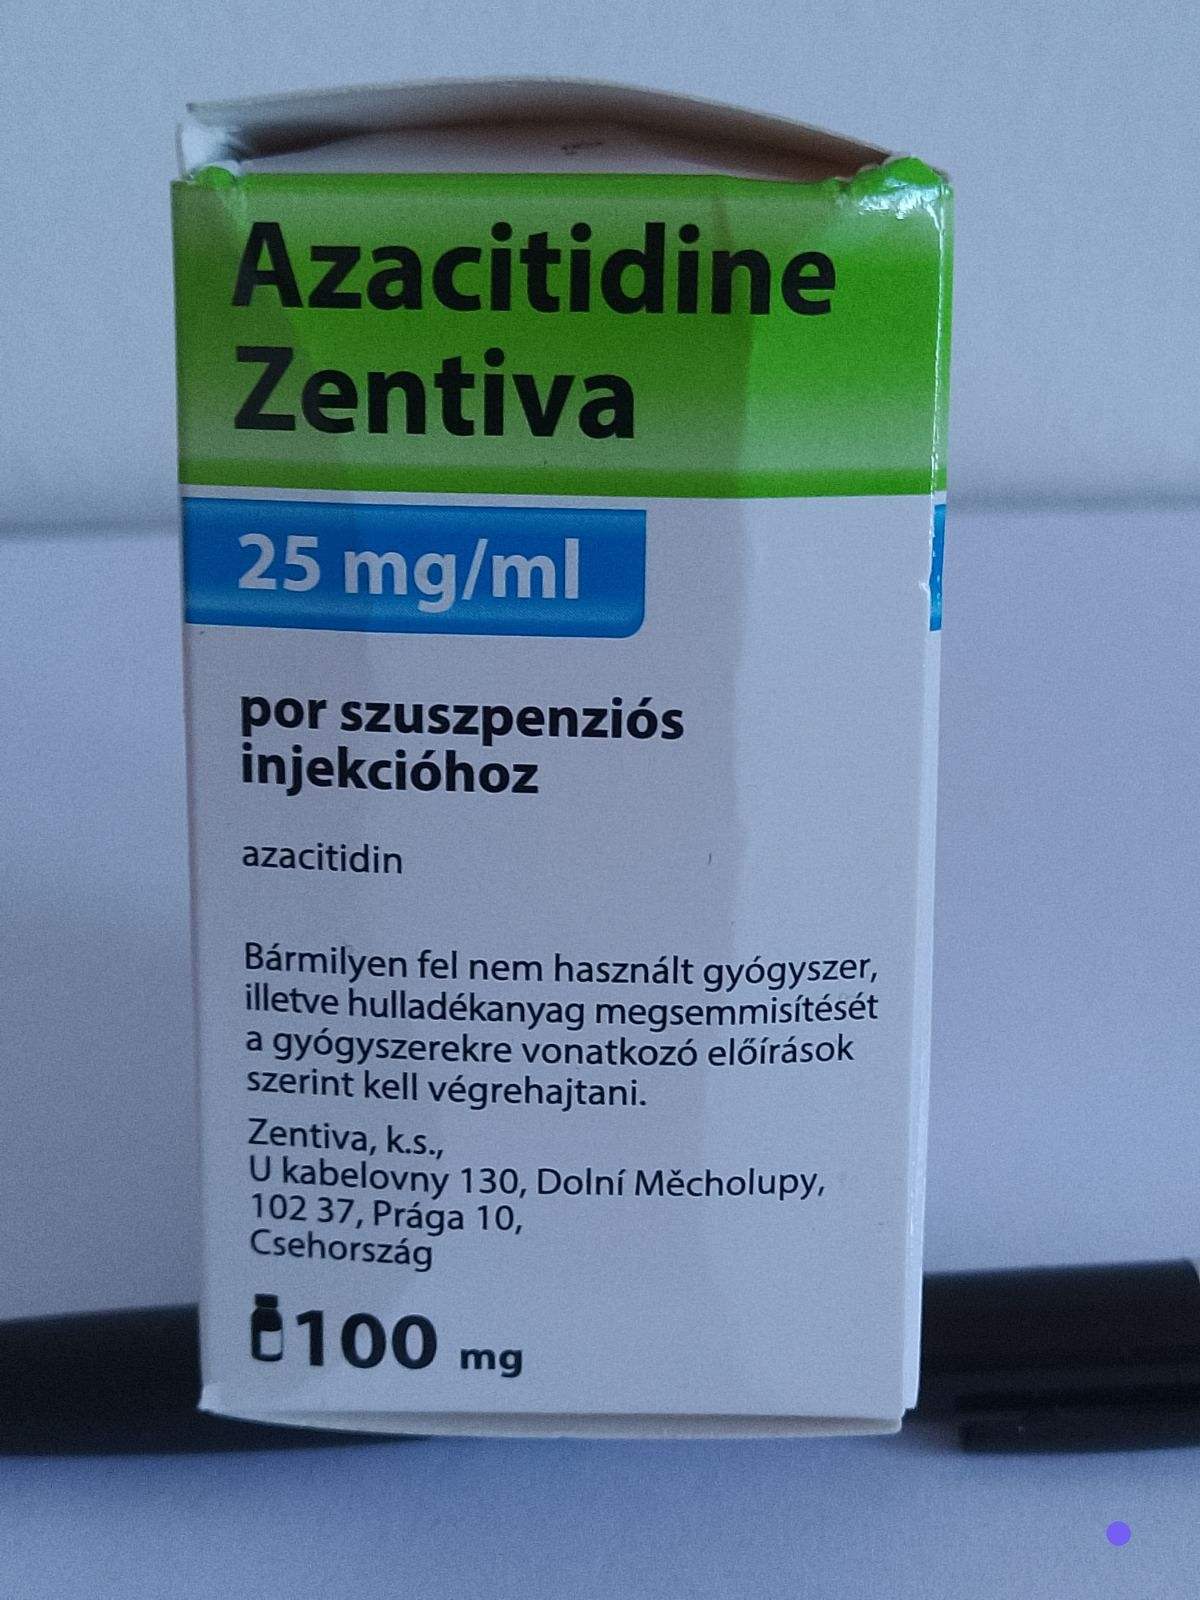 Azacitidine
Zentiva
25 mg/ml
por szuszpenziós
injekcióhoz
azacitidin
Bármilyen fel nem használt gyógyszer,
illetve hulladékanyag megsemmisítését
a gyógyszerekre vonatkozó előírások
szerint kell végrehajtani.
Zentiva, k.s.,
U kabelovny 130, Dolní Měcholupy,
102 37, Prága 10,
Csehország
100 mg